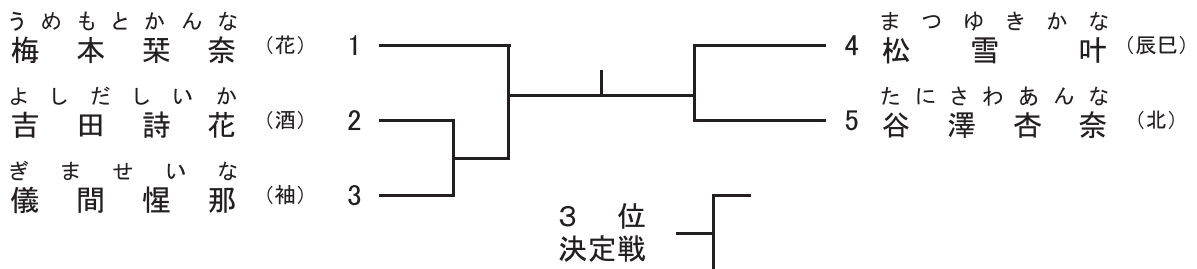 うめもとかんな
梅本栞奈 （花） 1
よしだしいか
吉田詩花 （酒） 2
ぎませいな
儀間惺那 （袖） 3
まつゆきかな
4 松雪叶 （辰巳）
たにさわあんな
5 谷澤杏奈 （北）
3位
決定戦